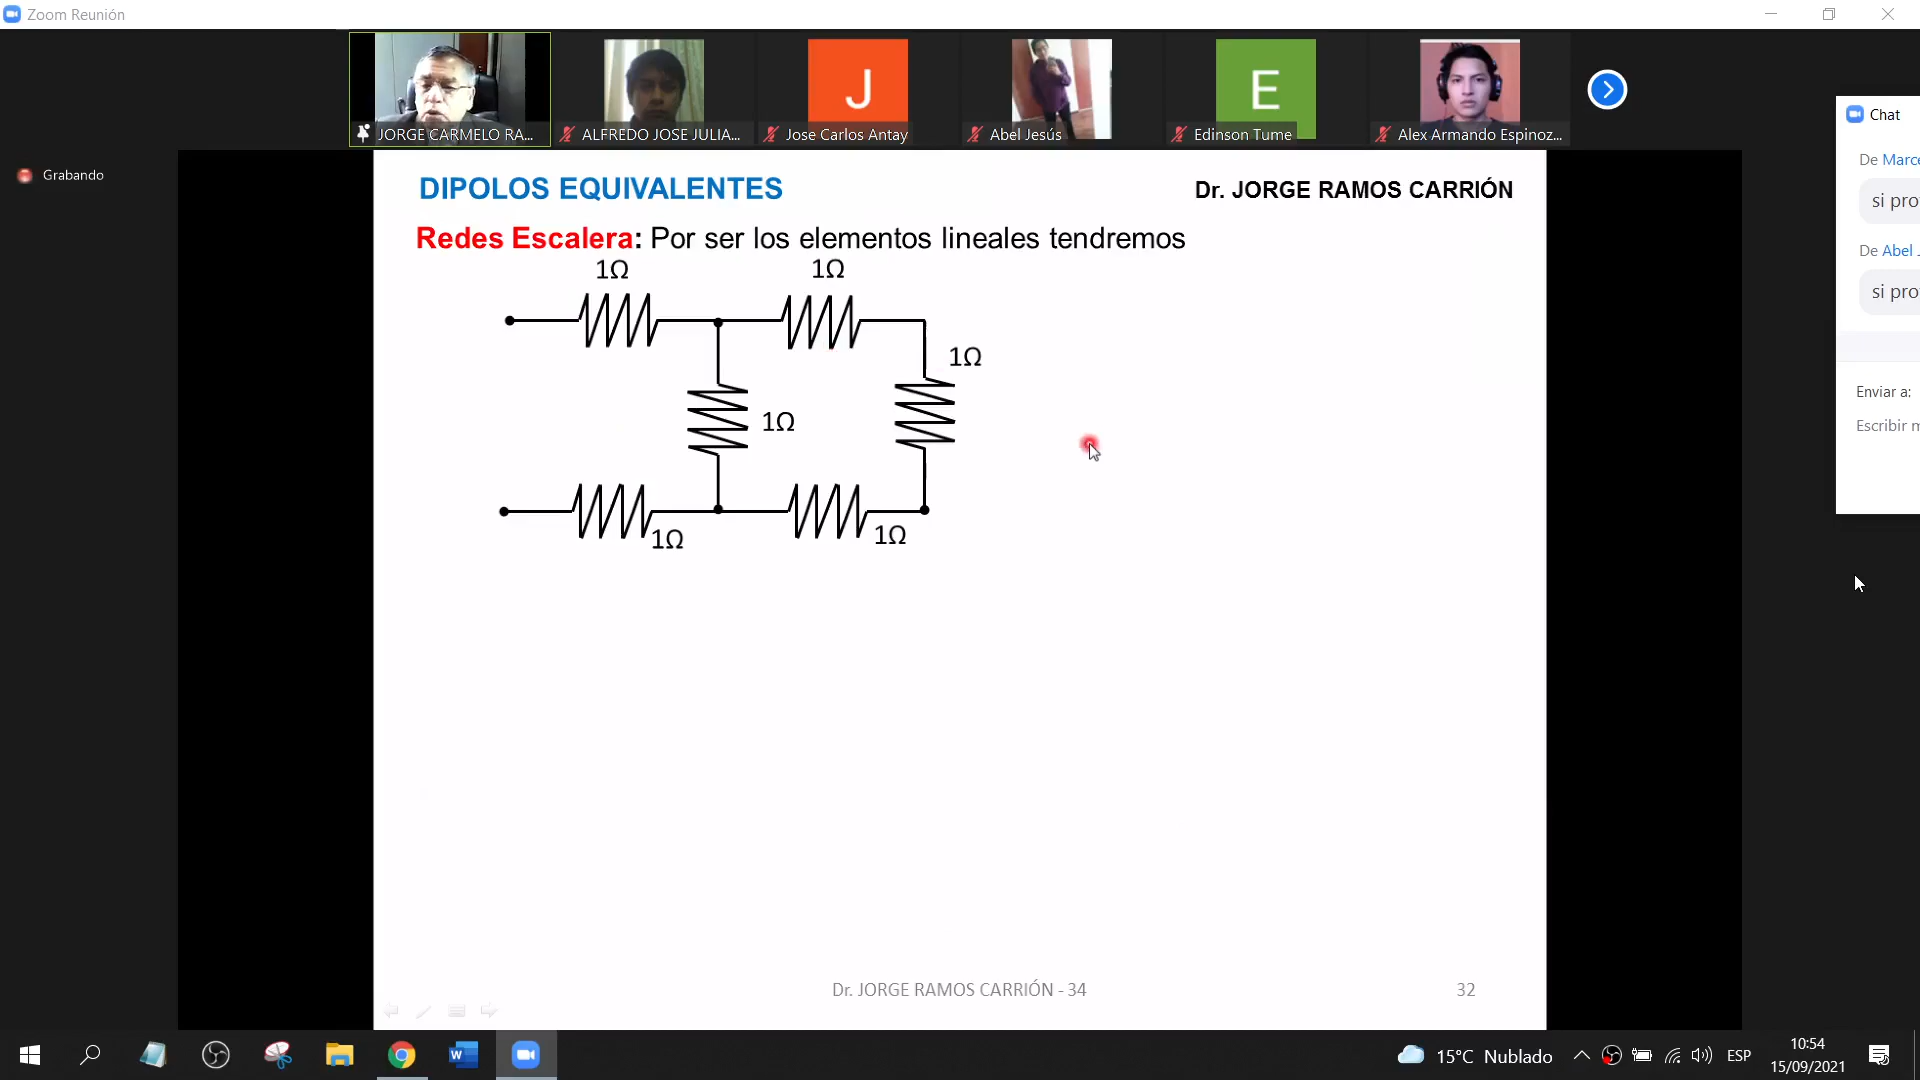 Zoom Reunión
JORGE CARMELO RA...
ALFREDO JOSE JULIA...
J
Jose Carlos Antay
Abel Jesús
E
Edinson Tume
Alex Armando Espinoz...
Grabando
DIPOLOS EQUIVALENTES
Dr. JORGE RAMOS CARRIÓN
Redes Escalera: Por ser los elementos lineales tendremos
1Ω
1Ω
1Ω
1Ω
1Ω
1Ω
Dr. JORGE RAMOS CARRIÓN - 34
32
Chat
De Marce
si pro
De Abel J
si pro
Enviar a:
Escribir m
15°C Nublado
ESP
10:54
15/09/2021